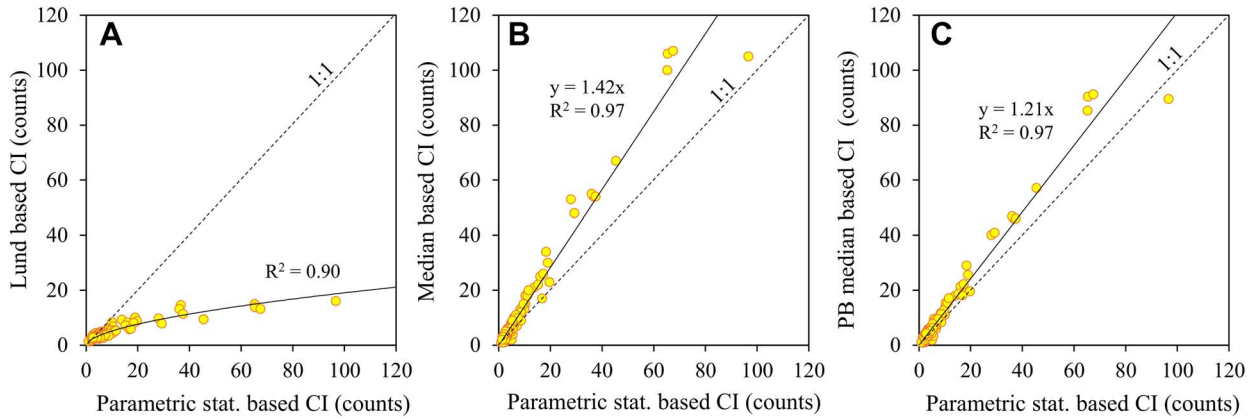 A
Lund based CI (counts)
120
100
80
60
40
20
0
1:1
R² = 0.90
0 20 40 60 80 100 120
Parametric stat. based CI (counts)
B
Median based CI (counts)
120
100
80
60
40
20
0
y = 1.42x
R² = 0.97
1:1
0 20 40 60 80 100 120
Parametric stat. based CI (counts)
C
PB median based CI (counts)
120
100
80
60
40
20
0
y = 1.21x
R² = 0.97
1:1
0 20 40 60 80 100 120
Parametric stat. based CI (counts)